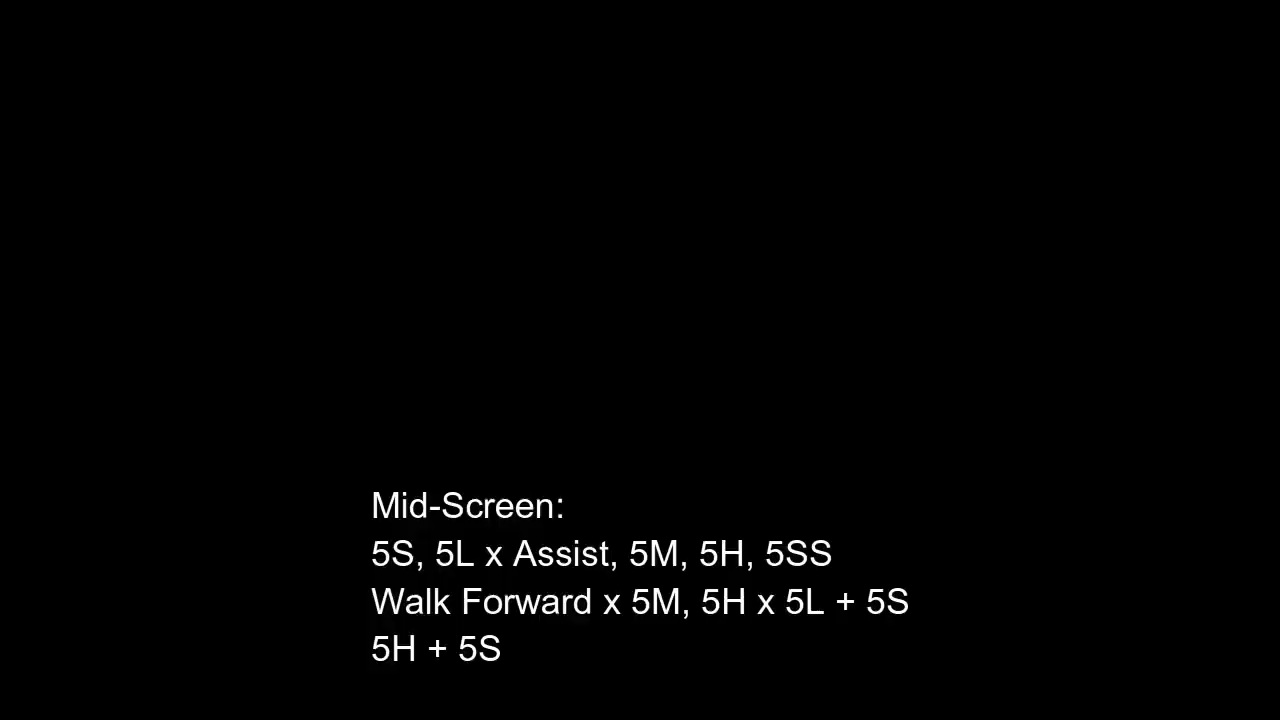 Mid-Screen:
5S, 5L x Assist, 5M, 5H, 5SS
Walk Forward x 5M, 5H x 5L + 5S
5H + 5S